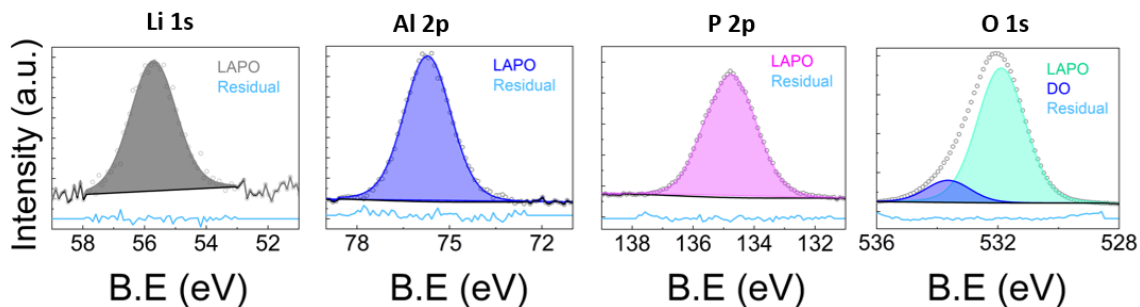 Li 1s
Al 2p
P 2p
O 1s
Intensity (a.u.)
LAPO
Residual
58
56
54
52
B.E (eV)
LAPO
Residual
78
75
72
B.E (eV)
LAPO
Residual
138
135
134
132
B.E (eV)
LAPO
DO
Residual
536
532
528
B.E (eV)